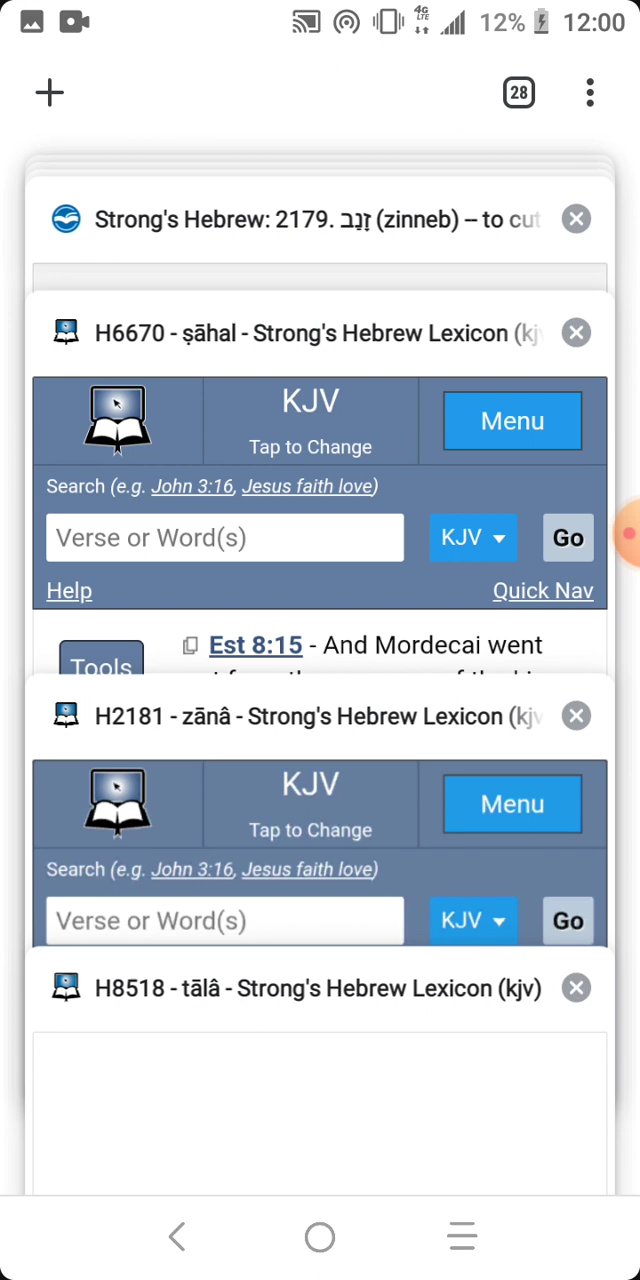 4G
LTE
12%
12:00
28
Strong's Hebrew: 2179. זָנַב (zinneb) -- to cut
H6670 - ṣāhal - Strong's Hebrew Lexicon (kjv
KJV
Tap to Change
Menu
Search (e.g. John 3:16, Jesus faith love)
Verse or Word(s)
KJV
Go
Help
Quick Nav
Tools
Est 8:15 - And Mordecai went
H2181 - zānâ - Strong's Hebrew Lexicon (kjv
KJV
Tap to Change
Menu
Search (e.g. John 3:16, Jesus faith love)
Verse or Word(s)
KJV
Go
H8518 - tālâ - Strong's Hebrew Lexicon (kjv)